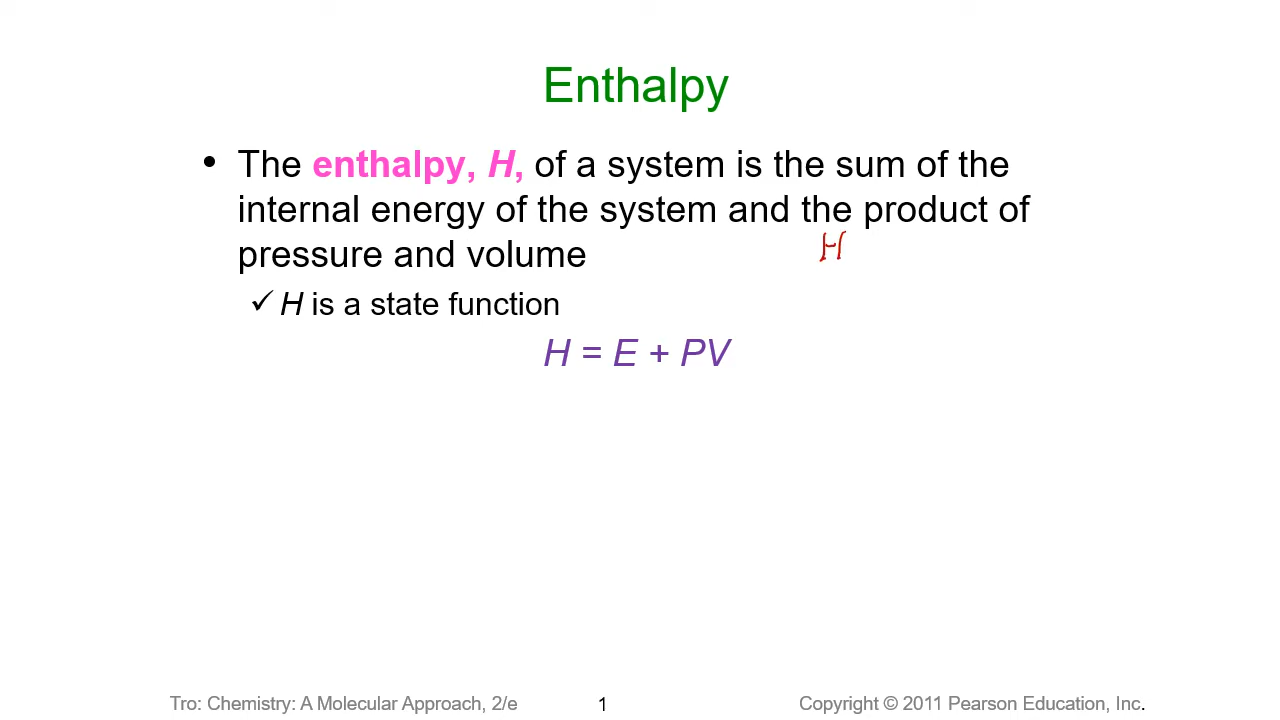 Enthalpy
• The enthalpy, H, of a system is the sum of the
internal energy of the system and the product of
pressure and volume
H
✓ H is a state function
H = E + PV
Tro: Chemistry: A Molecular Approach, 2/e 1 Copyright © 2011 Pearson Education, Inc.